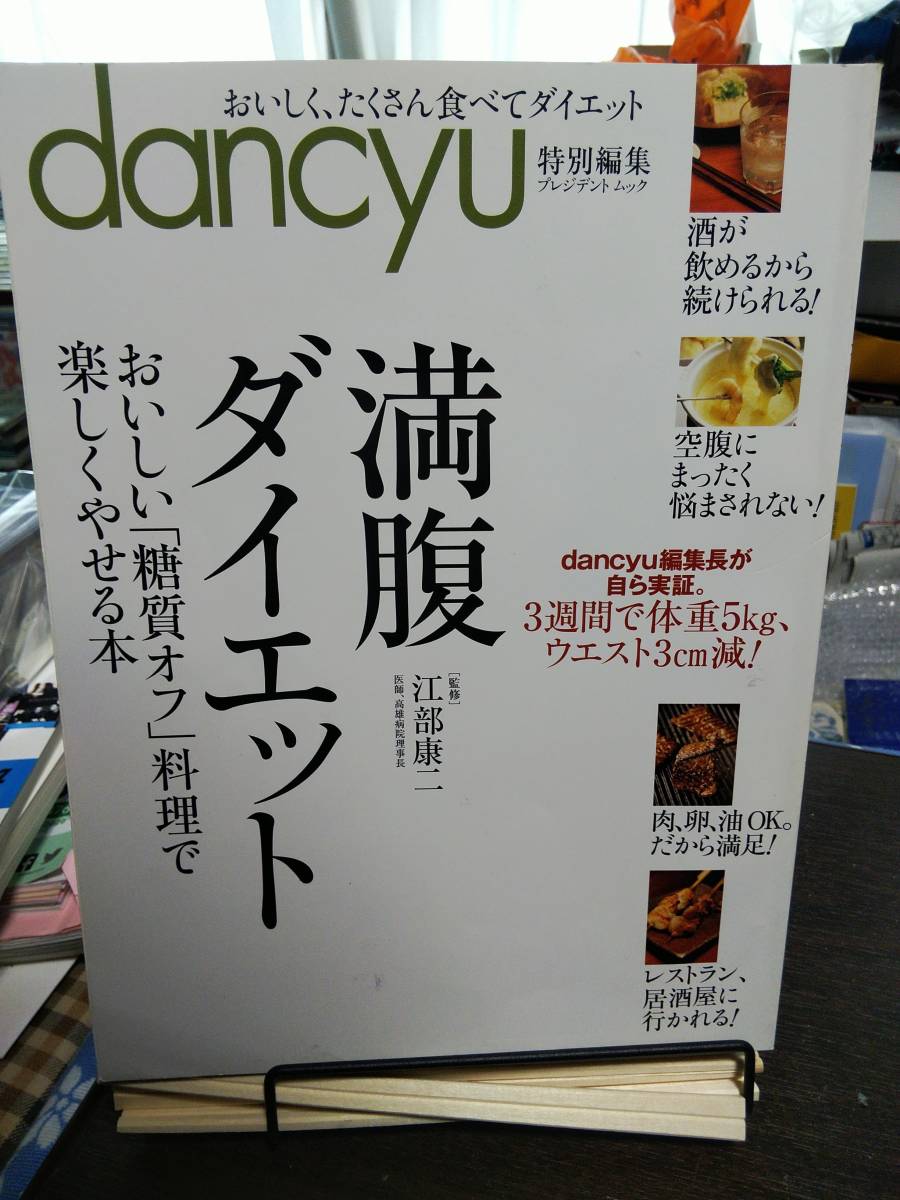 おいしく、たくさん食べてダイエット
dancyu
特別編集
プレジデント ムック
酒が
飲めるから
続けられる!
満腹
ダイエット
おいしい「糖質オフ」料理で
楽しくやせる本
空腹に
まったく
悩まされない!
dancyu編集長が
自ら実証。
3週間で体重5kg、
ウエスト3cm減!
[監修]
江部康二
医師、高雄病院理事長
肉、卵、油OK。
だから満足!
レストラン、
居酒屋に
行かれる!